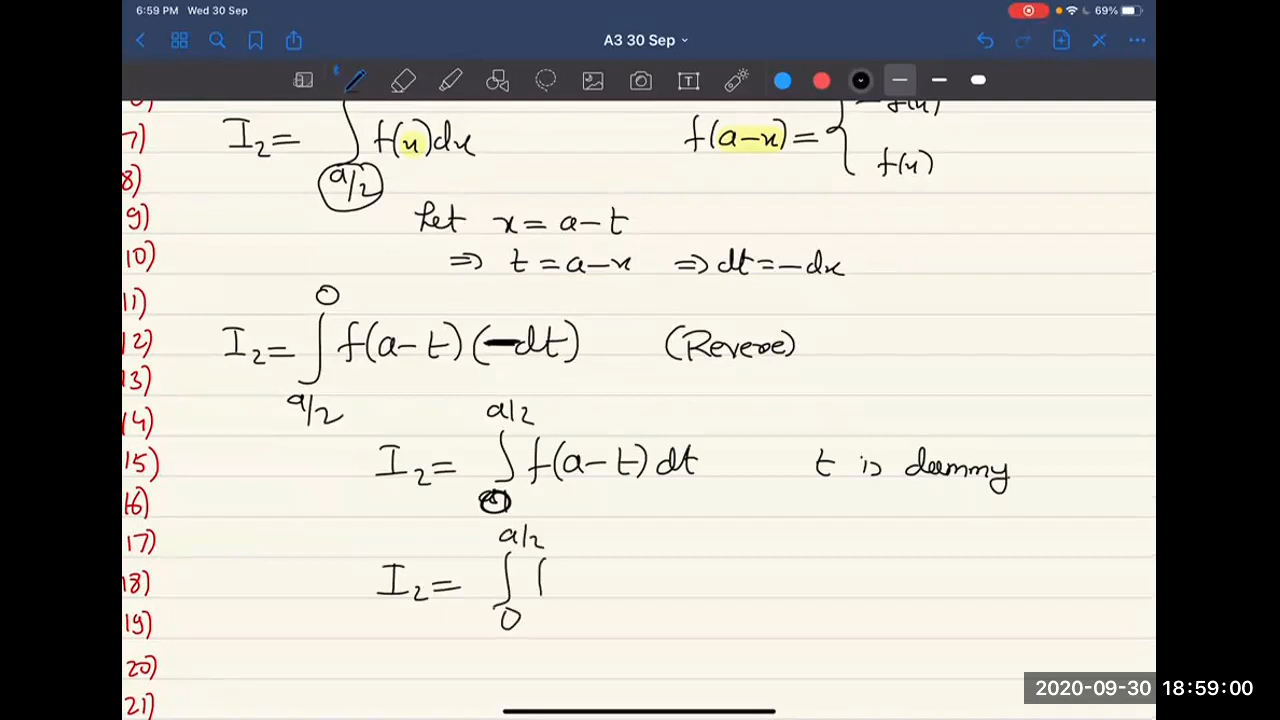 6:59 PM Wed 30 Sep
69%
A3 30 Sep
T
7) I₂= ∫ f(x)dx
a/2
f(a-x)= { -f(x)
f(x)
8)
9) Let x = a-t
10) ⇒ t = a-x ⇒ dt = -dx
11) 0
12) I₂= ∫ f(a-t)(-dt) (Reverse)
13) a/2
14) a/2
15) I₂= ∫ f(a-t) dt t is dummy
16) 0
17) a/2
18) I₂= ∫
19) 0
20)
21)
2020-09-30 18:59:00